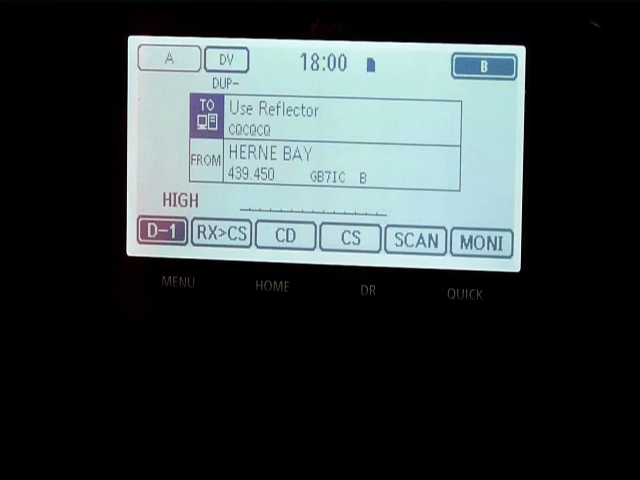 A DV 18:00 B
DUP-
TO Use Reflector
CQCQCQ
FROM HERNE BAY
439.450 GB7IC B
HIGH
D-1 RX>CS CD CS SCAN MONI
MENU HOME DR QUICK